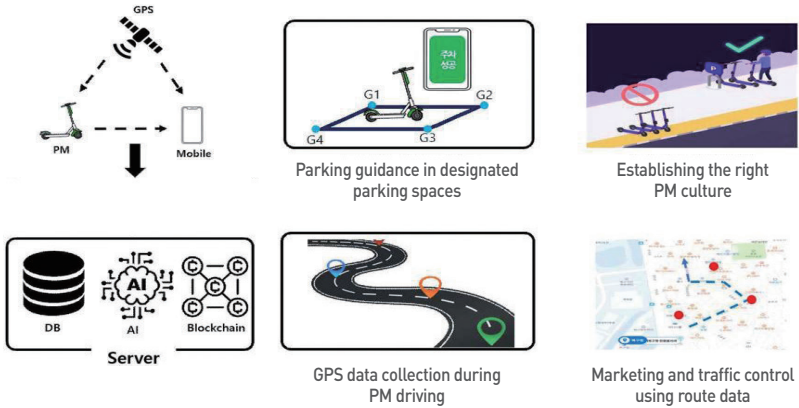 GPS
PM
Mobile
주차
성공
G1
G2
G4
G3
Parking guidance in designated
parking spaces
Establishing the right
PM culture
AI
DB
AI
Blockchain
Server
GPS data collection during
PM driving
Marketing and traffic control
using route data